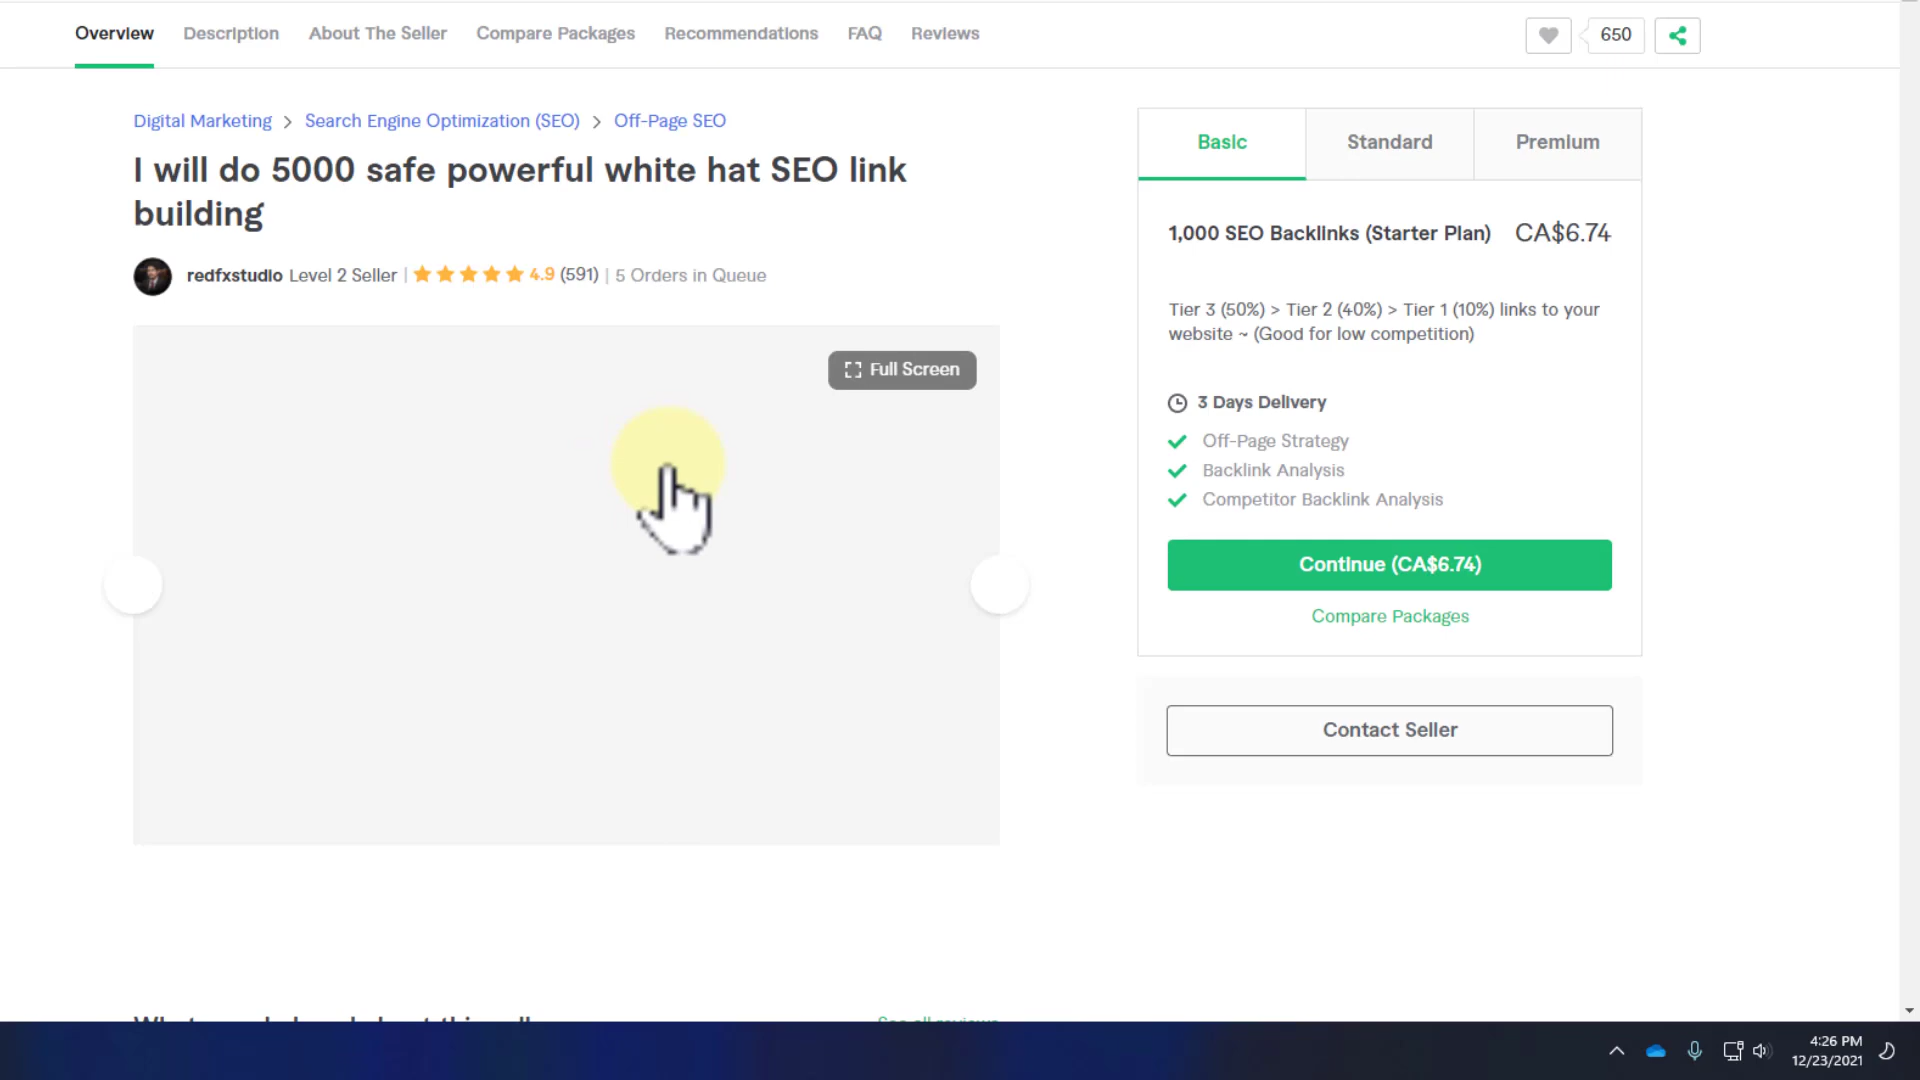 Overview Description About The Seller Compare Packages Recommendations FAQ Reviews
650
Digital Marketing > Search Engine Optimization (SEO) > Off-Page SEO
I will do 5000 safe powerful white hat SEO link
building
redfxstudio Level 2 Seller | 4.9 (591) | 5 Orders in Queue
Full Screen
Basic Standard Premium
1,000 SEO Backlinks (Starter Plan) CA$6.74
Tier 3 (50%) > Tier 2 (40%) > Tier 1 (10%) links to your
website ~ (Good for low competition)
3 Days Delivery
Off-Page Strategy
Backlink Analysis
Competitor Backlink Analysis
Continue (CA$6.74)
Compare Packages
Contact Seller
See all reviews
4:26 PM
12/23/2021